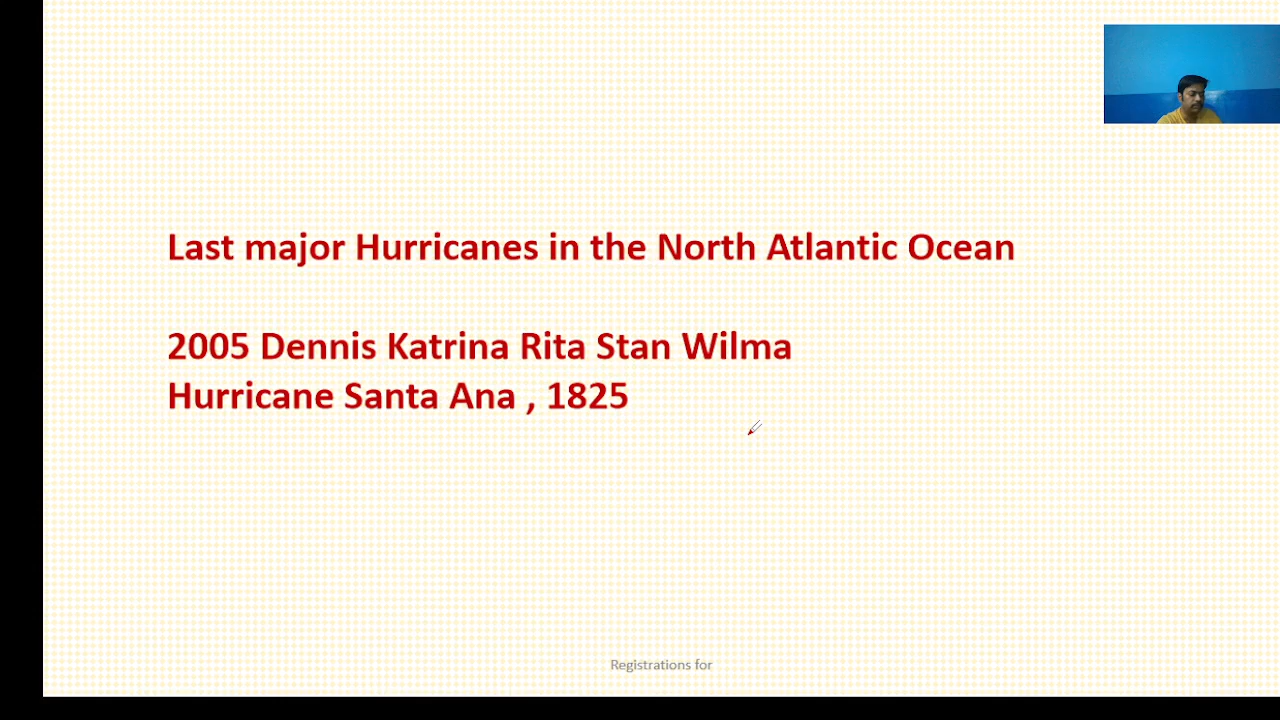 Last major Hurricanes in the North Atlantic Ocean
2005 Dennis Katrina Rita Stan Wilma
Hurricane Santa Ana , 1825
Registrations for